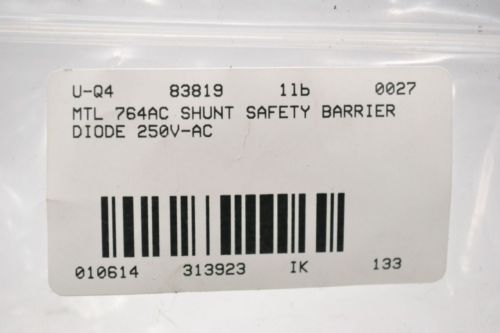 U-Q4 83819 1lb 0027
MTL 764AC SHUNT SAFETY BARRIER
DIODE 250V-AC
010614 313923 IK 133